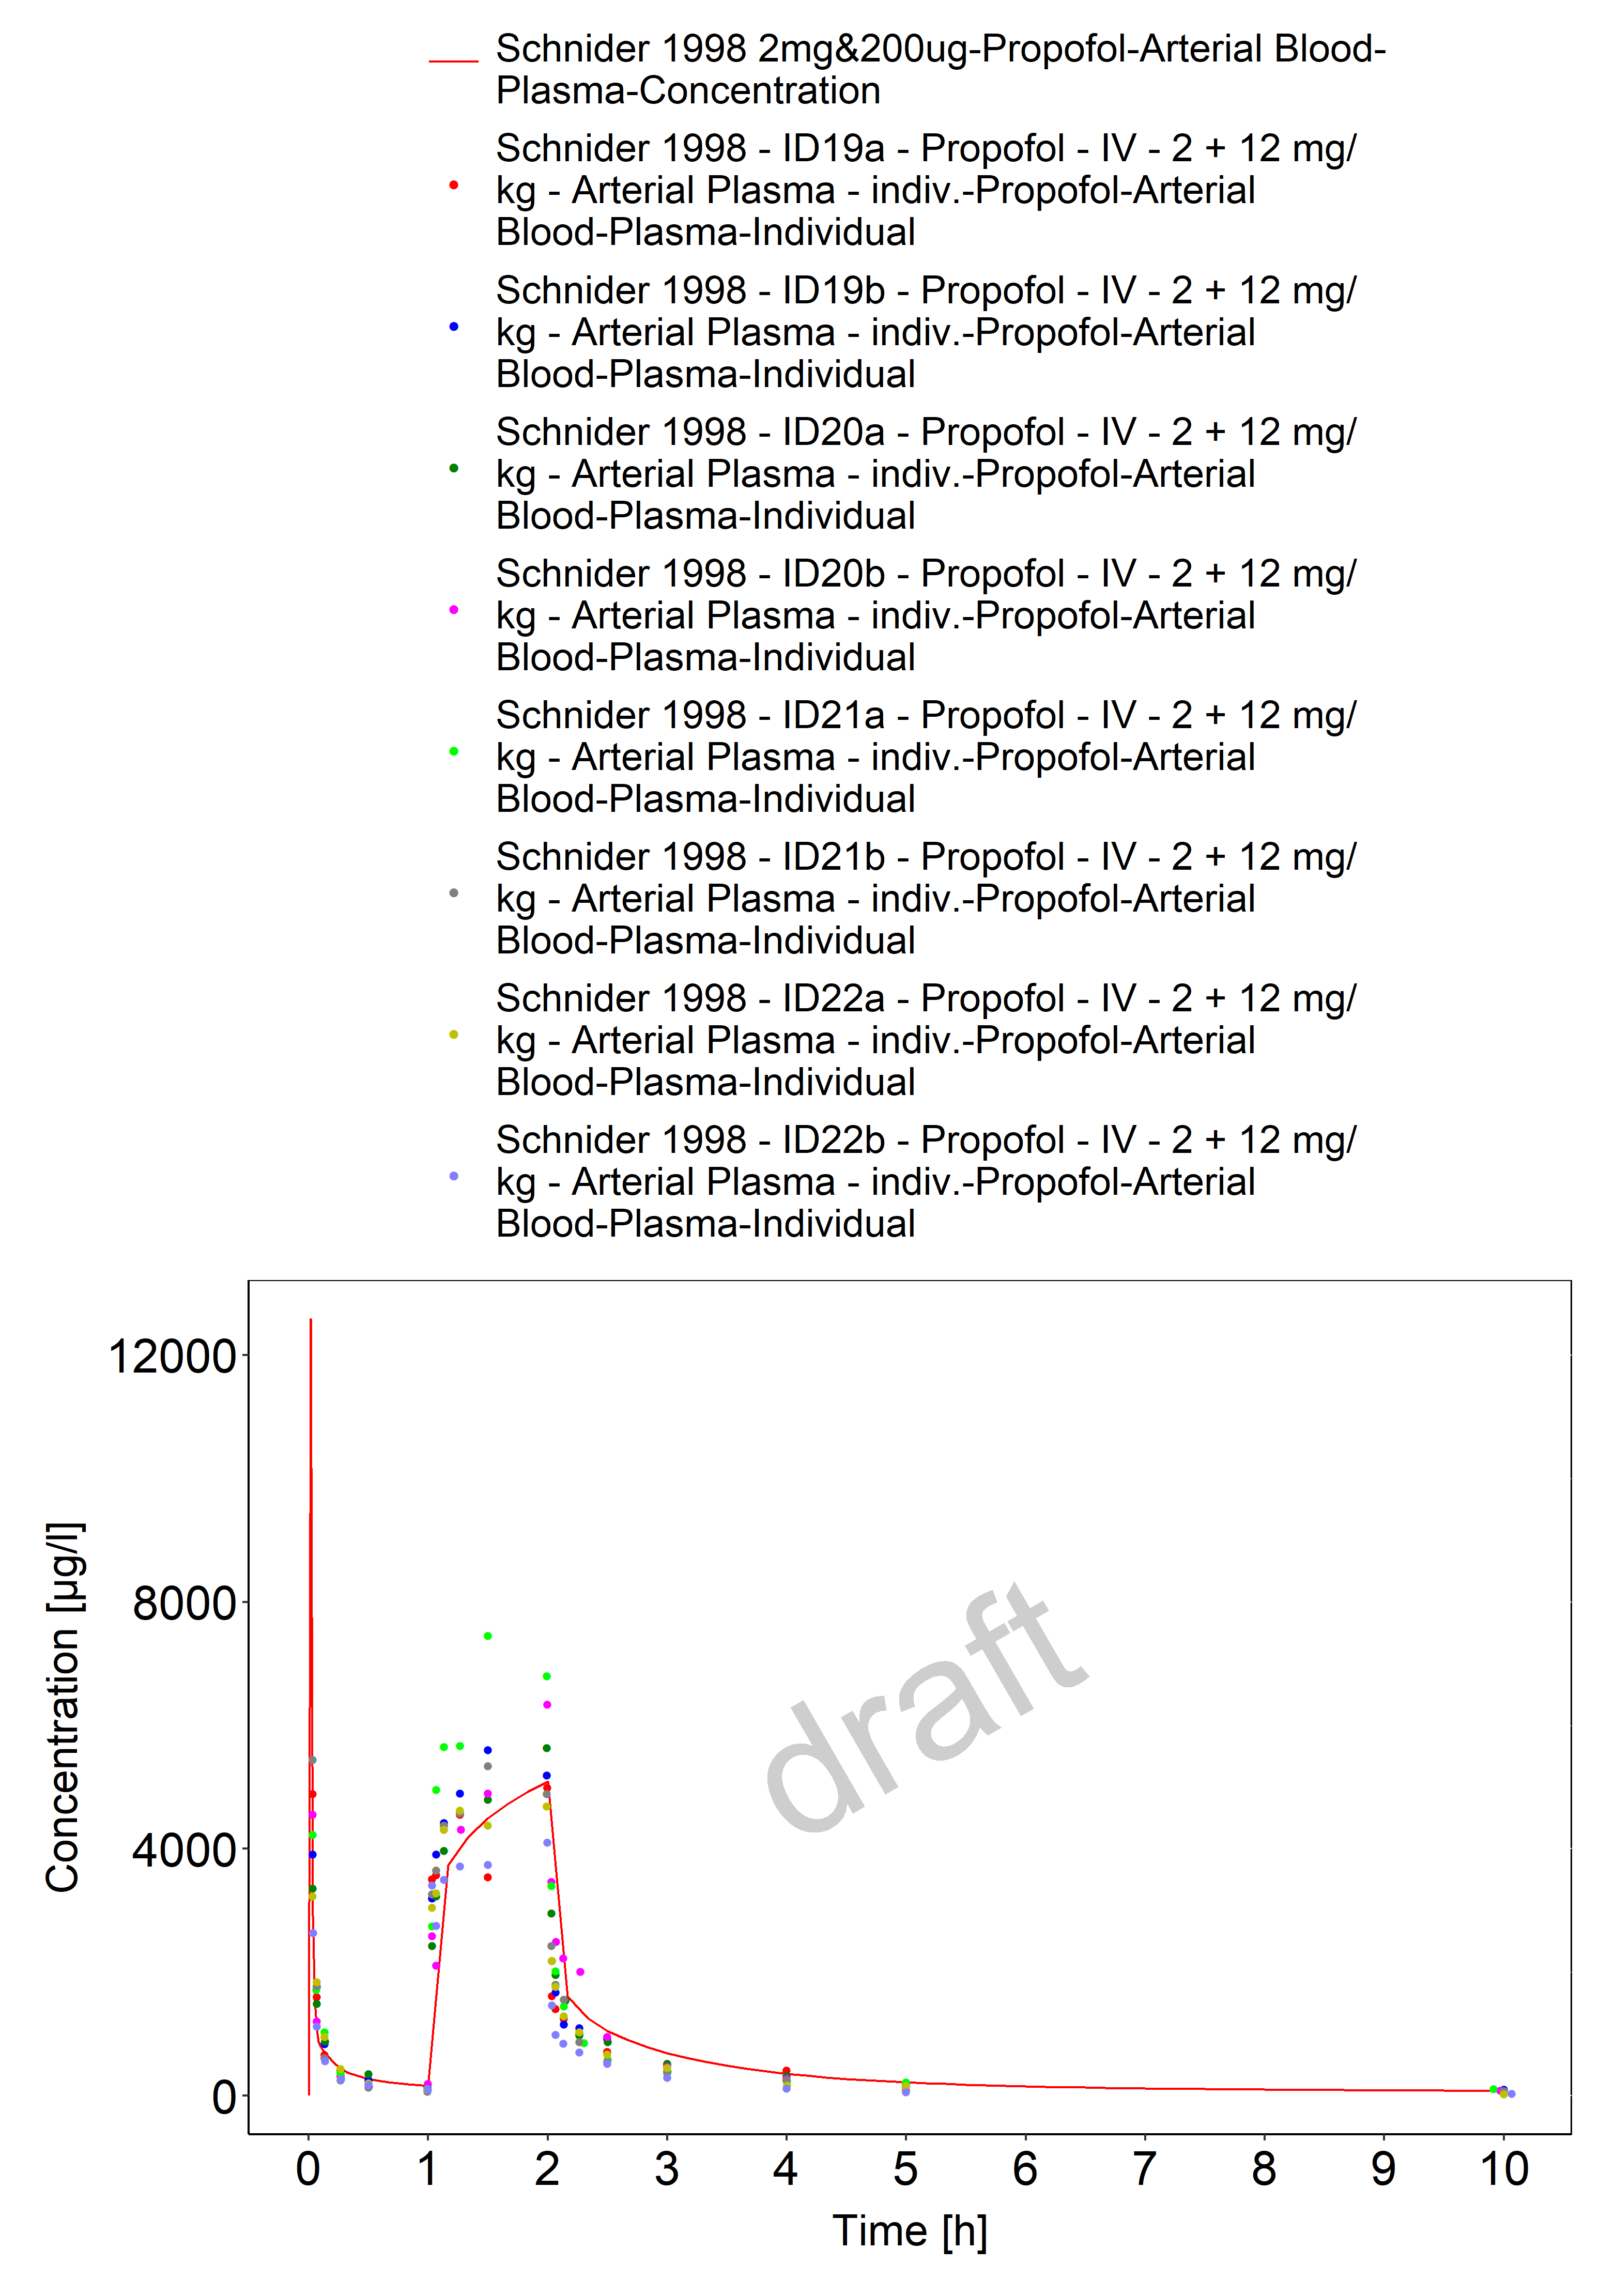 Schnider 1998 2mg&200ug-Propofol-Arterial Blood-
Plasma-Concentration
Schnider 1998 - ID19a - Propofol - IV - 2 + 12 mg/
kg - Arterial Plasma - indiv.-Propofol-Arterial
Blood-Plasma-Individual
Schnider 1998 - ID19b - Propofol - IV - 2 + 12 mg/
kg - Arterial Plasma - indiv.-Propofol-Arterial
Blood-Plasma-Individual
Schnider 1998 - ID20a - Propofol - IV - 2 + 12 mg/
kg - Arterial Plasma - indiv.-Propofol-Arterial
Blood-Plasma-Individual
Schnider 1998 - ID20b - Propofol - IV - 2 + 12 mg/
kg - Arterial Plasma - indiv.-Propofol-Arterial
Blood-Plasma-Individual
Schnider 1998 - ID21a - Propofol - IV - 2 + 12 mg/
kg - Arterial Plasma - indiv.-Propofol-Arterial
Blood-Plasma-Individual
Schnider 1998 - ID21b - Propofol - IV - 2 + 12 mg/
kg - Arterial Plasma - indiv.-Propofol-Arterial
Blood-Plasma-Individual
Schnider 1998 - ID22a - Propofol - IV - 2 + 12 mg/
kg - Arterial Plasma - indiv.-Propofol-Arterial
Blood-Plasma-Individual
Schnider 1998 - ID22b - Propofol - IV - 2 + 12 mg/
kg - Arterial Plasma - indiv.-Propofol-Arterial
Blood-Plasma-Individual
12000
8000
4000
0
Concentration [µg/l]
draft
0 1 2 3 4 5 6 7 8 9 10
Time [h]